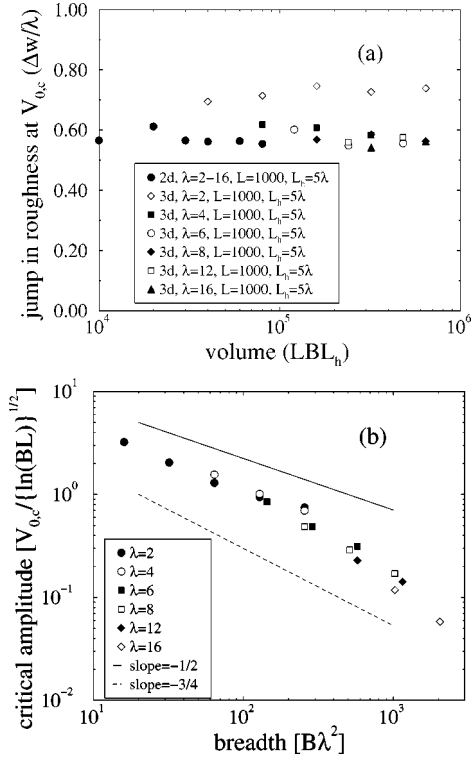 jump in roughness at V0,c (Δw/λ)
1.00
0.80
0.60
0.40
0.20
0.00
(a)
2d, λ=2−16, L=1000, Lh=5λ
3d, λ=2, L=1000, Lh=5λ
3d, λ=4, L=1000, Lh=5λ
3d, λ=6, L=1000, Lh=5λ
3d, λ=8, L=1000, Lh=5λ
3d, λ=12, L=1000, Lh=5λ
3d, λ=16, L=1000, Lh=5λ
10^4 10^5 10^6
volume (LBLh)
critical amplitude [V0,c/{ln(BL)}^1/2]
10^1
10^0
10^−1
10^−2
(b)
λ=2
λ=4
λ=6
λ=8
λ=12
λ=16
slope=−1/2
slope=−3/4
10^1 10^2 10^3
breadth [Bλ^2]